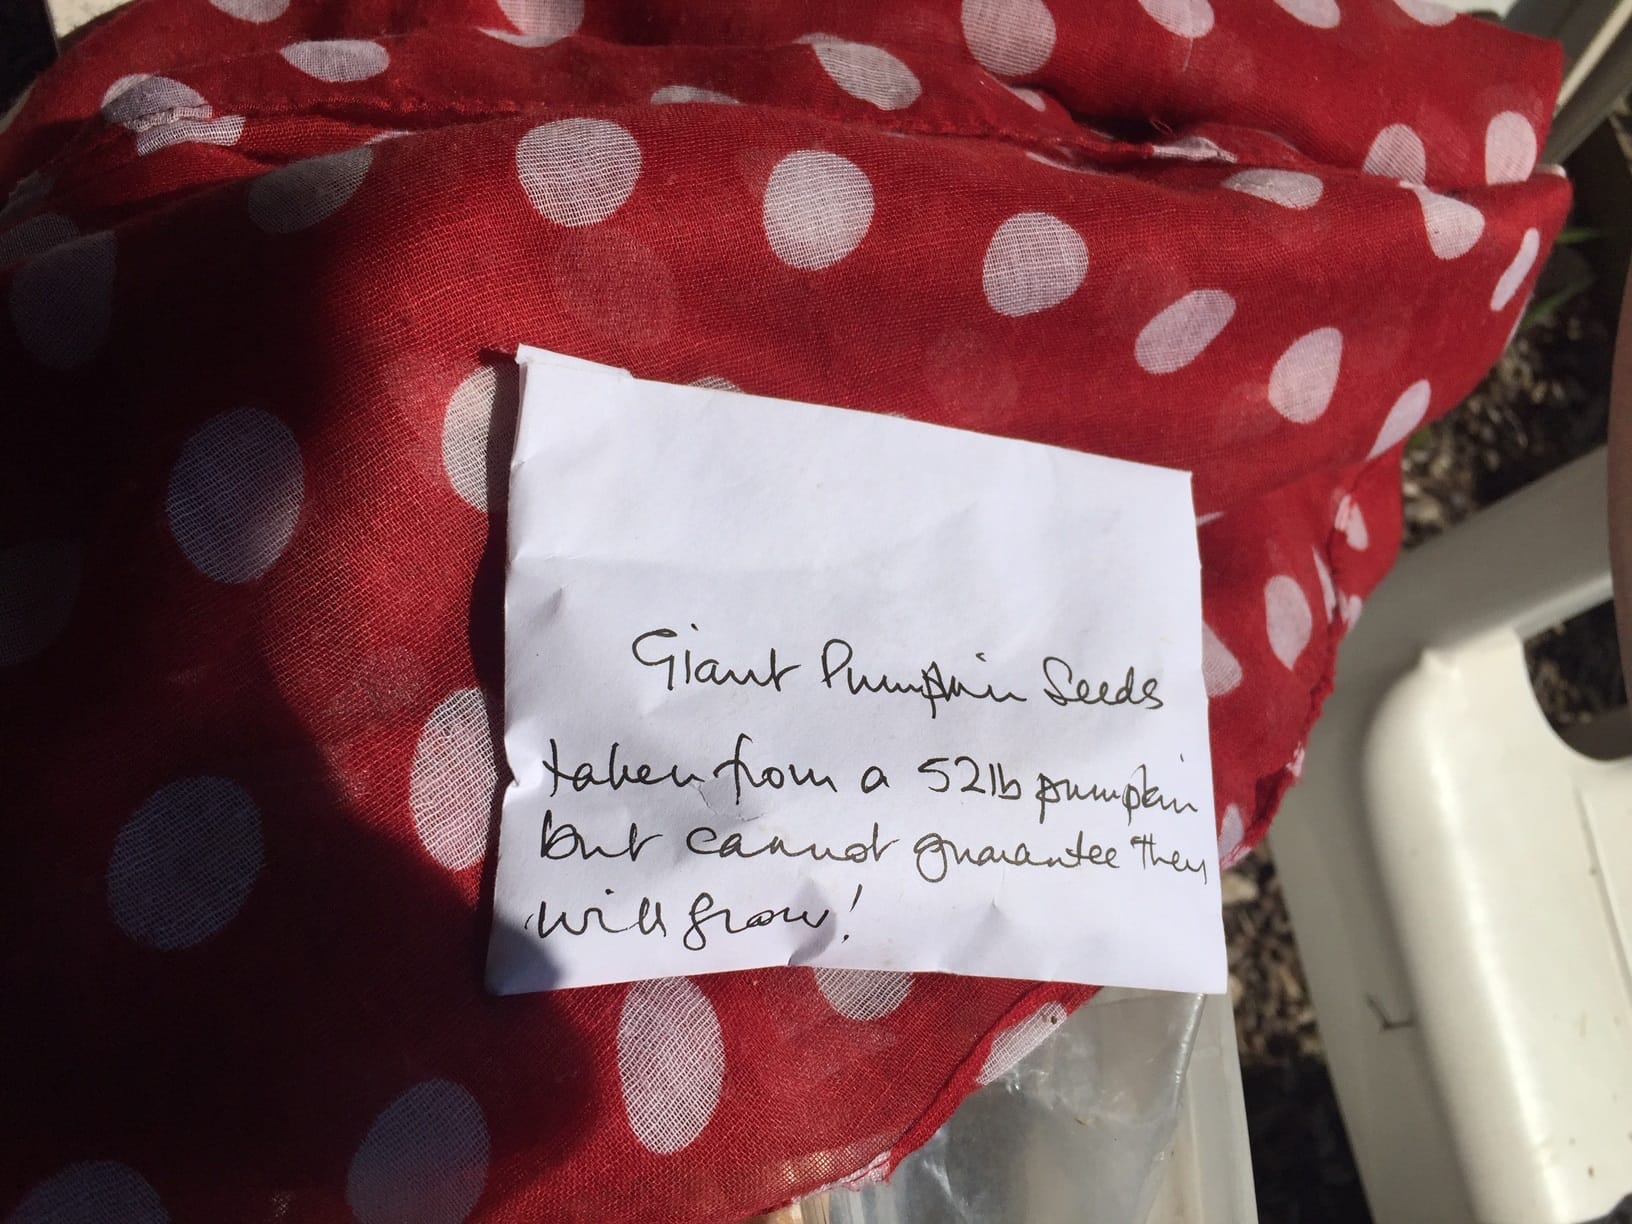 Giant Pumpkin Seeds
taken from a 52lb pumpkin
but cannot guarantee they
will grow!